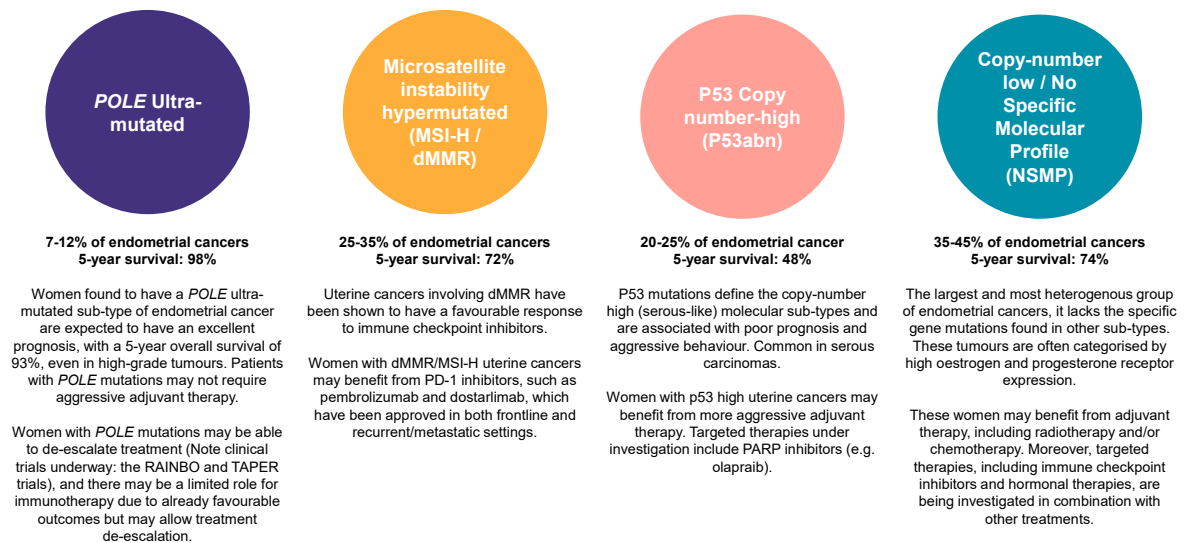 POLE Ultra-
mutated
7-12% of endometrial cancers
5-year survival: 98%
Women found to have a POLE ultra-
mutated sub-type of endometrial cancer
are expected to have an excellent
prognosis, with a 5-year overall survival of
93%, even in high-grade tumours. Patients
with POLE mutations may not require
aggressive adjuvant therapy.
Women with POLE mutations may be able
to de-escalate treatment (Note clinical
trials underway: the RAINBO and TAPER
trials), and there may be a limited role for
immunotherapy due to already favourable
outcomes but may allow treatment
de-escalation.
Microsatellite
instability
hypermutated
(MSI-H /
dMMR)
25-35% of endometrial cancers
5-year survival: 72%
Uterine cancers involving dMMR have
been shown to have a favourable response
to immune checkpoint inhibitors.
Women with dMMR/MSI-H uterine cancers
may benefit from PD-1 inhibitors, such as
pembrolizumab and dostarlimab, which
have been approved in both frontline and
recurrent/metastatic settings.
P53 Copy
number-high
(P53abn)
20-25% of endometrial cancer
5-year survival: 48%
P53 mutations define the copy-number
high (serous-like) molecular sub-types and
are associated with poor prognosis and
aggressive behaviour. Common in serous
carcinomas.
Women with p53 high uterine cancers may
benefit from more aggressive adjuvant
therapy. Targeted therapies under
investigation include PARP inhibitors (e.g.
olapraib).
Copy-number
low / No
Specific
Molecular
Profile
(NSMP)
35-45% of endometrial cancers
5-year survival: 74%
The largest and most heterogenous group
of endometrial cancers, it lacks the specific
gene mutations found in other sub-types.
These tumours are often categorised by
high oestrogen and progesterone receptor
expression.
These women may benefit from adjuvant
therapy, including radiotherapy and/or
chemotherapy. Moreover, targeted
therapies, including immune checkpoint
inhibitors and hormonal therapies, are
being investigated in combination with
other treatments.